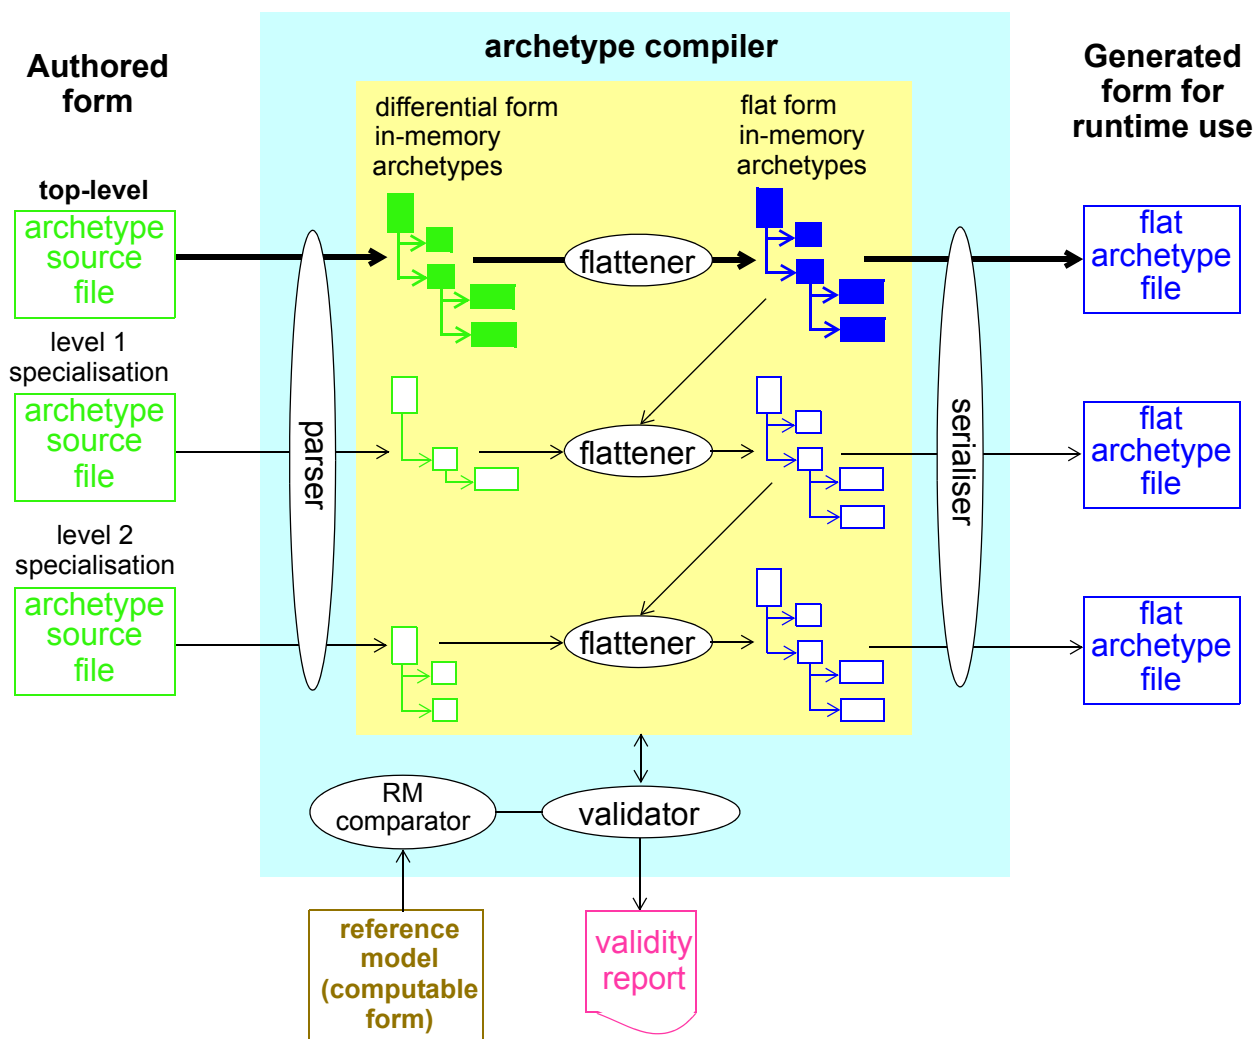 archetype compiler
Authored
form
Generated
form for
runtime use
differential form
in-memory
archetypes
flat form
in-memory
archetypes
top-level
archetype
source
file
flattener
flat
archetype
file
level 1
specialisation
archetype
source
file
parser
flattener
serialiser
flat
archetype
file
level 2
specialisation
archetype
source
file
flattener
flat
archetype
file
RM
comparator
validator
reference
model
(computable
form)
validity
report